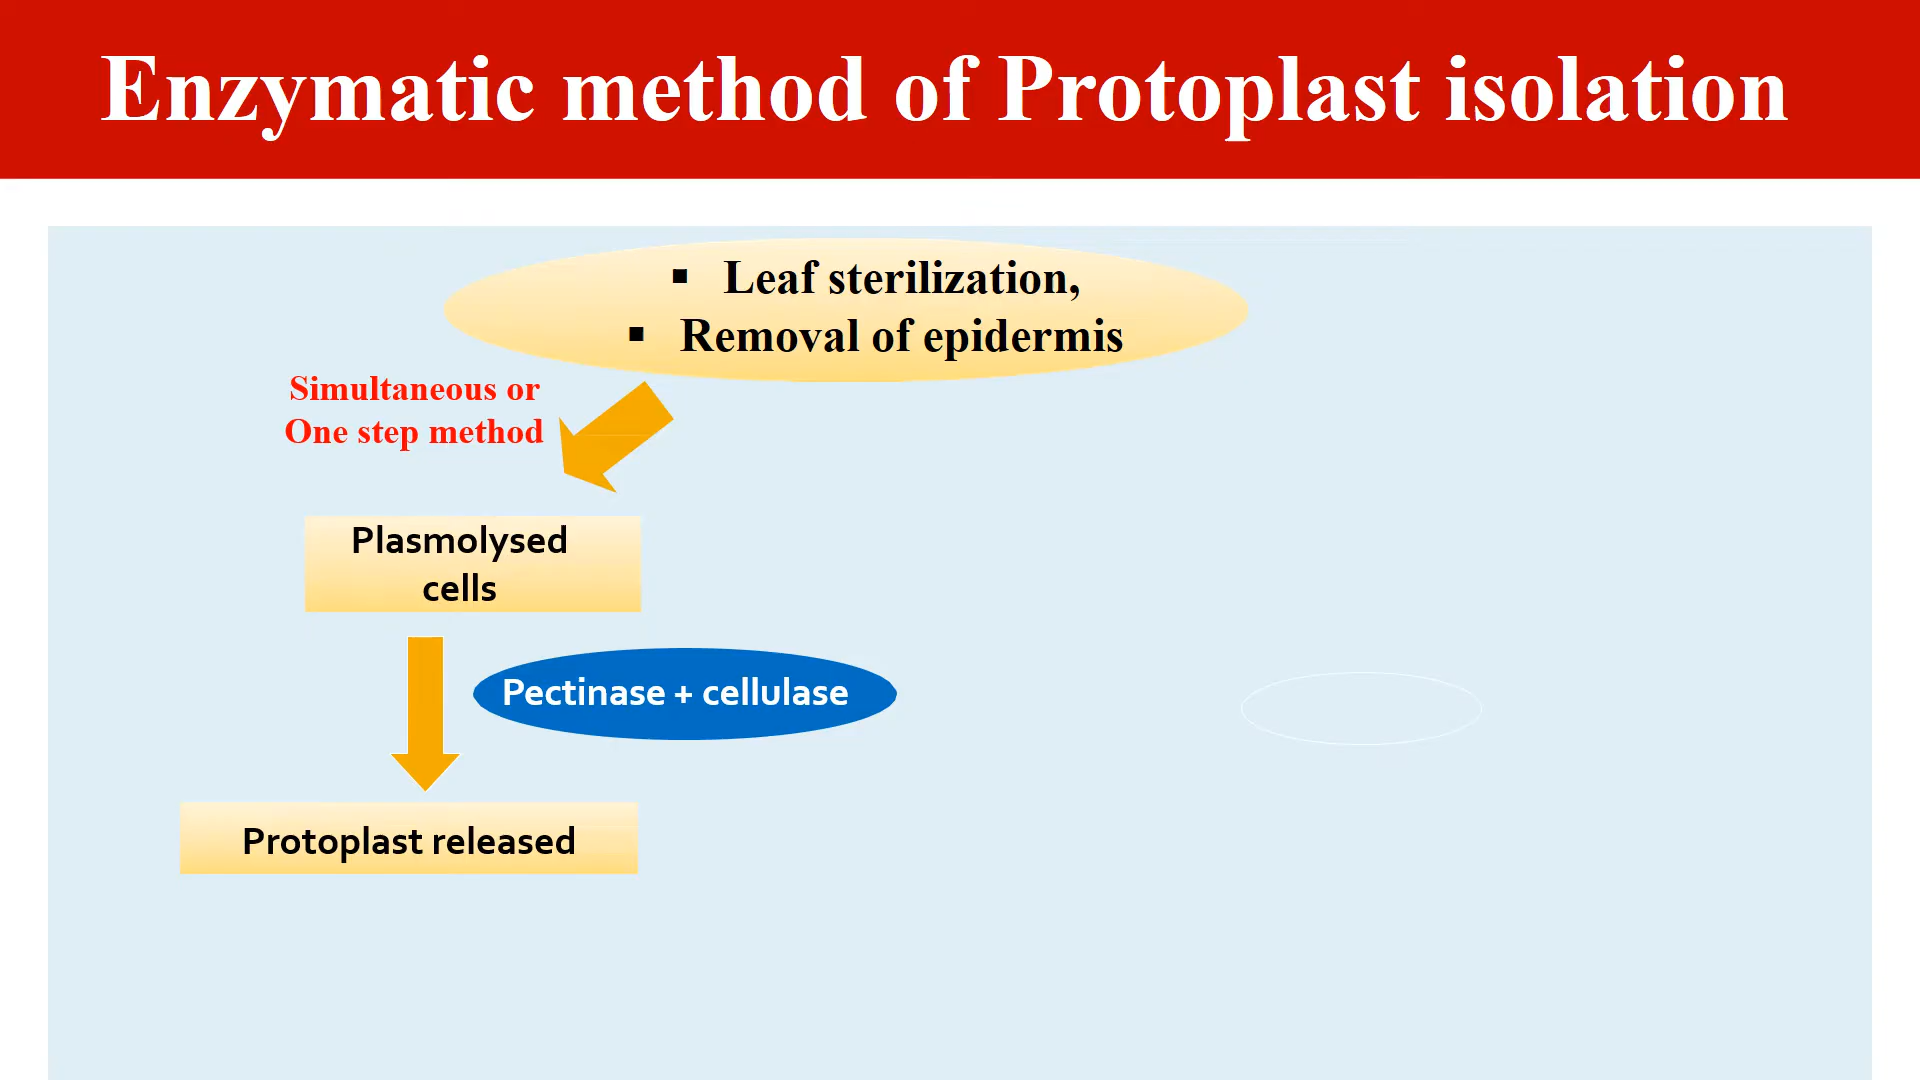 Enzymatic method of Protoplast isolation
▪ Leaf sterilization,
▪ Removal of epidermis
Simultaneous or
One step method
Plasmolysed
cells
Pectinase + cellulase
Protoplast released